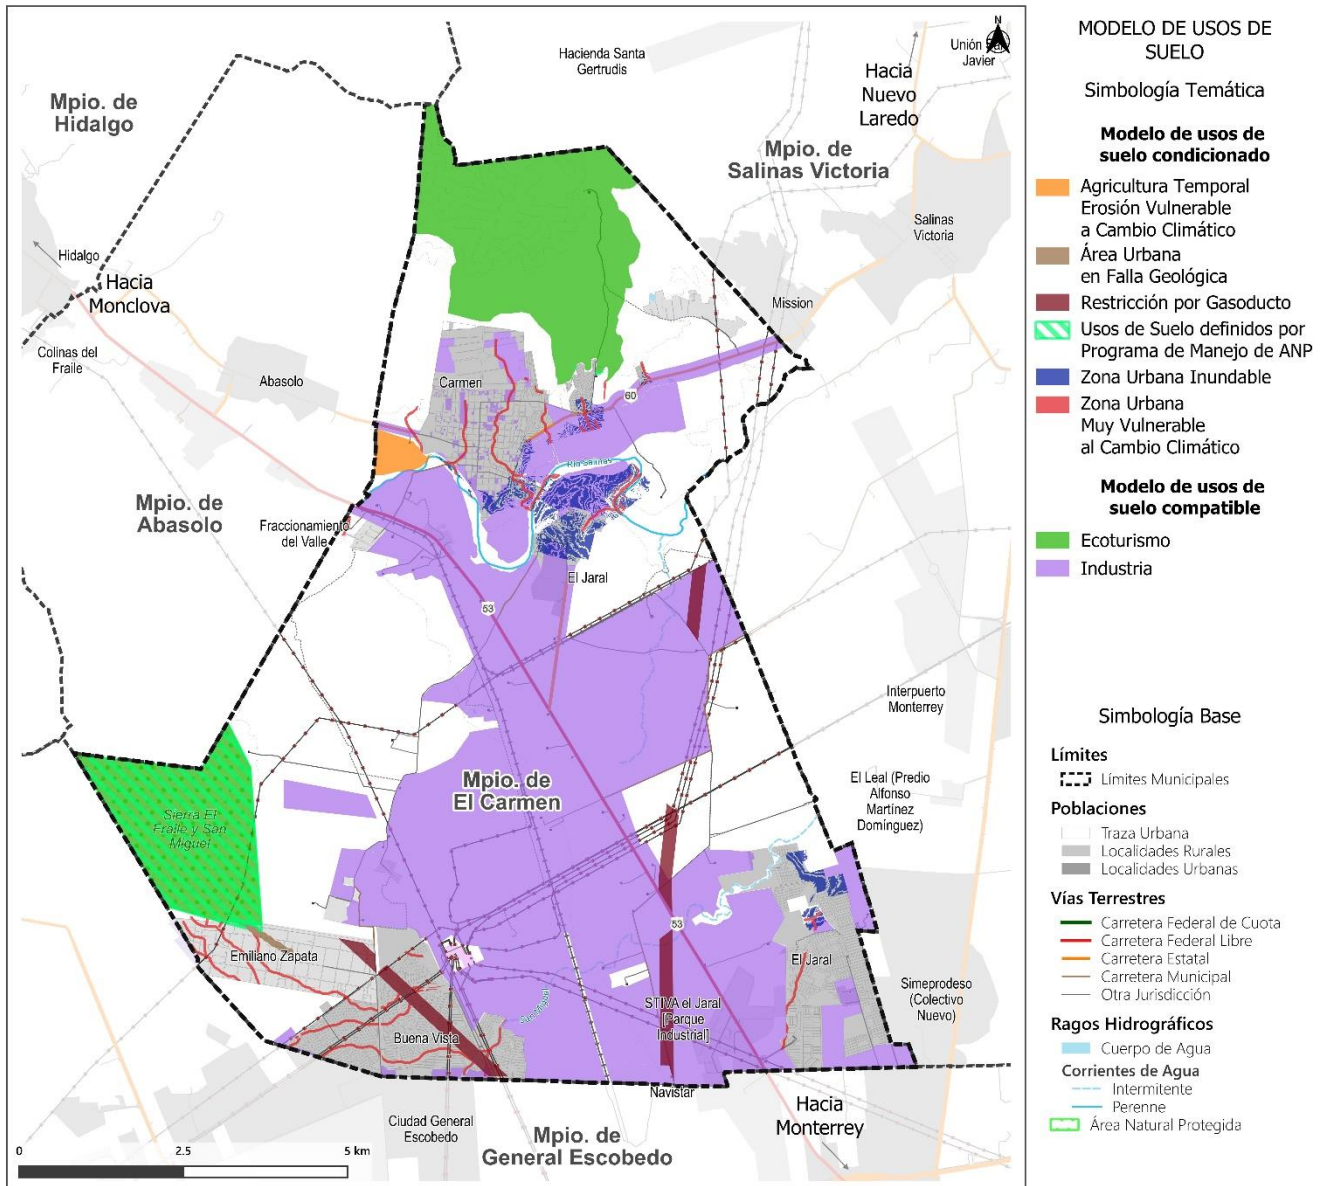 N
Hacienda Santa
Gertrudis
Unión San
Javier
Hacia
Nuevo
Laredo
Mpio. de
Hidalgo
Mpio. de
Salinas Victoria
Salinas
Victoria
Hidalgo
Hacia
Monclova
Mission
Colinas del
Fraile
Abasolo
Carmen
60
Río Salinas
Mpio. de
Abasolo
Fraccionamiento
del Valle
El Jaral
53
Interpuerto
Monterrey
Mpio. de
El Carmen
El Leal (Predio
Alfonso
Martínez
Domínguez)
Sierra El
Fraile y San
Miguel
53
Emiliano Zapata
El Jaral
Simeprodeso
(Colectivo
Nuevo)
STIVA el Jaral
[Parque
Industrial]
Buena Vista
Navistar
Ciudad General
Escobedo
Mpio. de
General Escobedo
Hacia
Monterrey
0 2.5 5 km
MODELO DE USOS DE
SUELO
Simbología Temática
Modelo de usos de
suelo condicionado
Agricultura Temporal
Erosión Vulnerable
a Cambio Climático
Área Urbana
en Falla Geológica
Restricción por Gasoducto
Usos de Suelo definidos por
Programa de Manejo de ANP
Zona Urbana Inundable
Zona Urbana
Muy Vulnerable
al Cambio Climático
Modelo de usos de
suelo compatible
Ecoturismo
Industria
Simbología Base
Límites
Límites Municipales
Poblaciones
Traza Urbana
Localidades Rurales
Localidades Urbanas
Vías Terrestres
Carretera Federal de Cuota
Carretera Federal Libre
Carretera Estatal
Carretera Municipal
Otra Jurisdicción
Ragos Hidrográficos
Cuerpo de Agua
Corrientes de Agua
Intermitente
Perenne
Área Natural Protegida